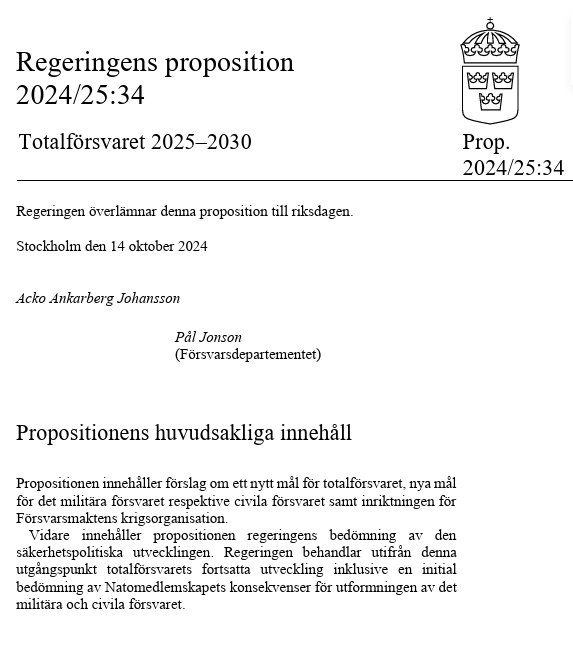 Regeringens proposition
2024/25:34
Totalförsvaret 2025–2030
Prop.
2024/25:34
Regeringen överlämnar denna proposition till riksdagen.
Stockholm den 14 oktober 2024
Acko Ankarberg Johansson
Pål Jonson
(Försvarsdepartementet)
Propositionens huvudsakliga innehåll
Propositionen innehåller förslag om ett nytt mål för totalförsvaret, nya mål
för det militära försvaret respektive civila försvaret samt inriktningen för
Försvarsmaktens krigsorganisation.
Vidare innehåller propositionen regeringens bedömning av den
säkerhetspolitiska utvecklingen. Regeringen behandlar utifrån denna
utgångspunkt totalförsvarets fortsatta utveckling inklusive en initial
bedömning av Natomedlemskapets konsekvenser för utformningen av det
militära och civila försvaret.